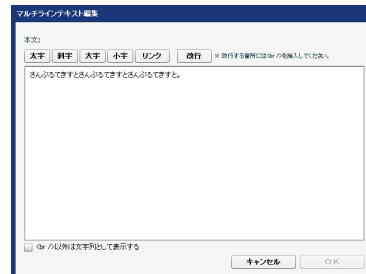 マルチラインテキスト編集
本文:
太字 斜字 大字 小字 リンク 改行 ※ 改行する箇所には<br />を挿入してください。
さんぷるてきすとさんぷるてきすとさんぷるてきすと。
<br />以外は文字列として表示する
キャンセル OK